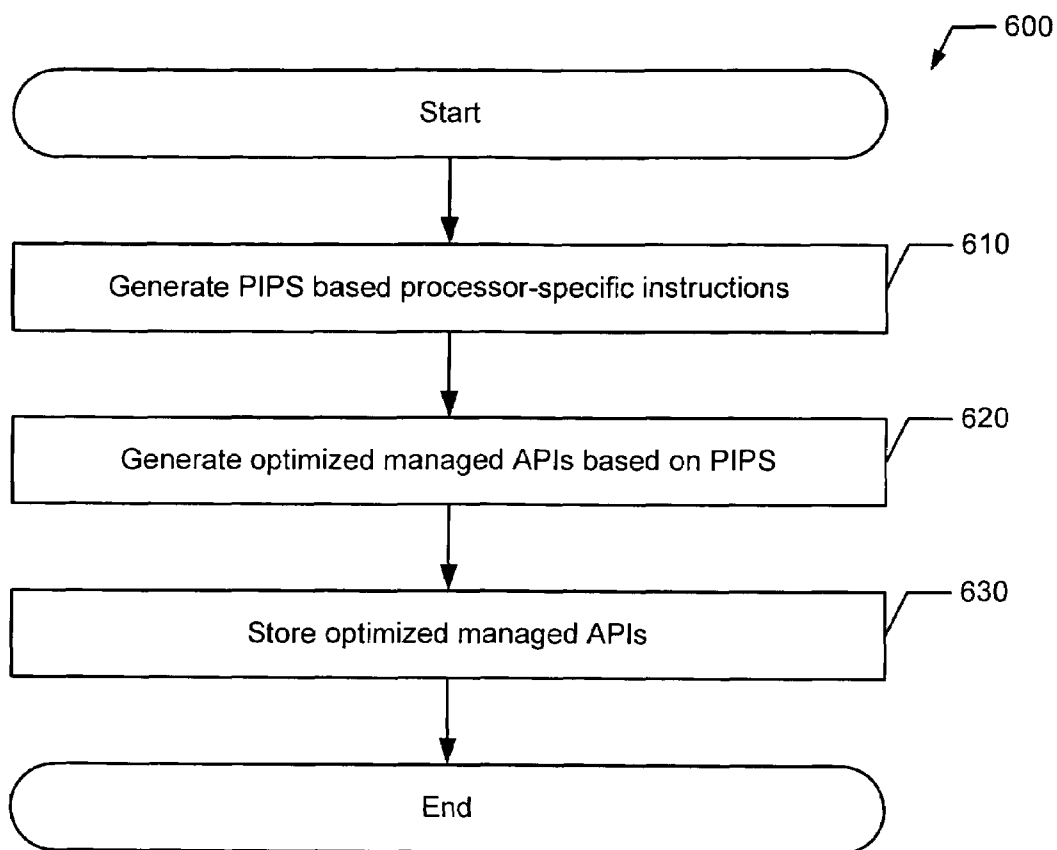 600
Start
610
Generate PIPS based processor-specific instructions
620
Generate optimized managed APIs based on PIPS
630
Store optimized managed APIs
End